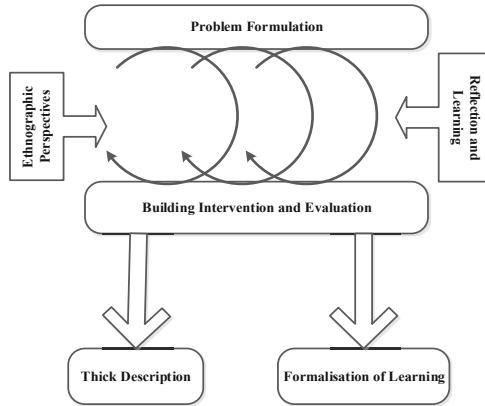 Problem Formulation
Ethnographic
Perspectives
Reflection and
Learning
Building Intervention and Evaluation
Thick Description
Formalisation of Learning